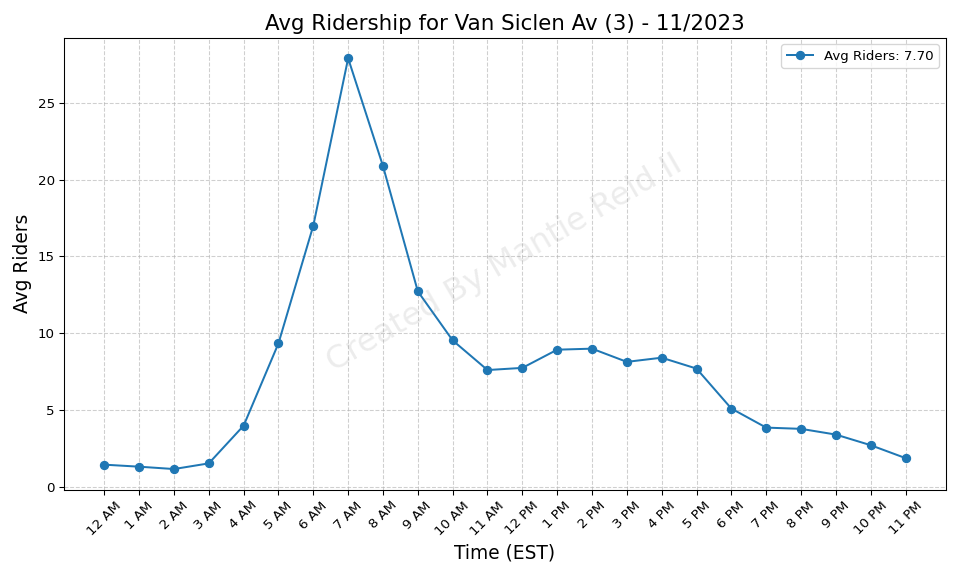 Avg Ridership for Van Siclen Av (3) - 11/2023
Avg Riders: 7.70
Avg Riders
25
20
15
10
5
0
Created By Mantle Reid II
12 AM
1 AM
2 AM
3 AM
4 AM
5 AM
6 AM
7 AM
8 AM
9 AM
10 AM
11 AM
12 PM
1 PM
2 PM
3 PM
4 PM
5 PM
6 PM
7 PM
8 PM
9 PM
10 PM
11 PM
Time (EST)